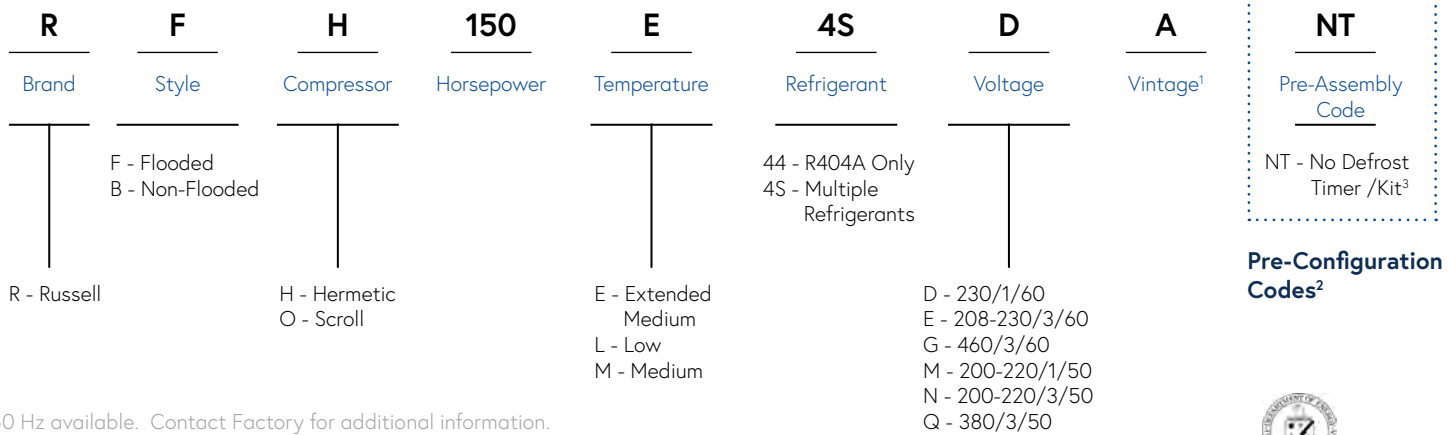 R F H 150 E 4S D A NT
Brand Style Compressor Horsepower Temperature Refrigerant Voltage Vintage¹ Pre-Assembly
Code
F - Flooded
B - Non-Flooded
44 - R404A Only
4S - Multiple
Refrigerants
NT - No Defrost
Timer /Kit³
Pre-Configuration
Codes²
R - Russell
H - Hermetic
O - Scroll
E - Extended
Medium
L - Low
M - Medium
D - 230/1/60
E - 208-230/3/60
G - 460/3/60
M - 200-220/1/50
N - 200-220/3/50
Q - 380/3/50
0 Hz available. Contact Factory for additional information.